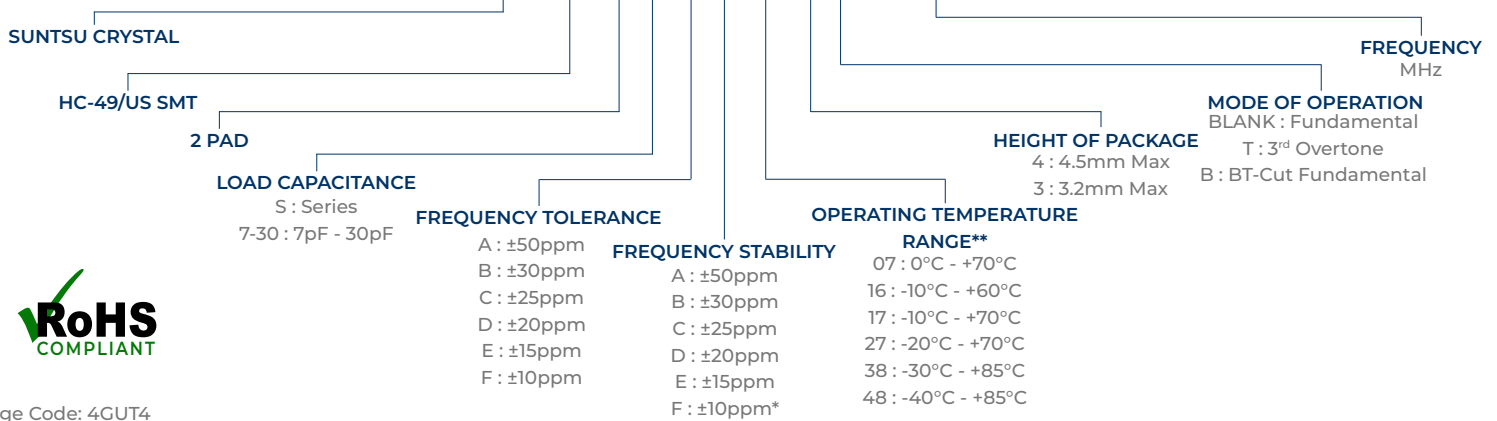 SUNTSU CRYSTAL
HC-49/US SMT
2 PAD
LOAD CAPACITANCE
S : Series
7-30 : 7pF - 30pF
FREQUENCY TOLERANCE
A : ±50ppm
B : ±30ppm
C : ±25ppm
D : ±20ppm
E : ±15ppm
F : ±10ppm
FREQUENCY STABILITY
A : ±50ppm
B : ±30ppm
C : ±25ppm
D : ±20ppm
E : ±15ppm
F : ±10ppm*
OPERATING TEMPERATURE
RANGE**
07 : 0°C - +70°C
16 : -10°C - +60°C
17 : -10°C - +70°C
27 : -20°C - +70°C
38 : -30°C - +85°C
48 : -40°C - +85°C
HEIGHT OF PACKAGE
4 : 4.5mm Max
3 : 3.2mm Max
MODE OF OPERATION
BLANK : Fundamental
T : 3rd Overtone
B : BT-Cut Fundamental
FREQUENCY
MHz
RoHS
COMPLIANT
ge Code: 4GUT4